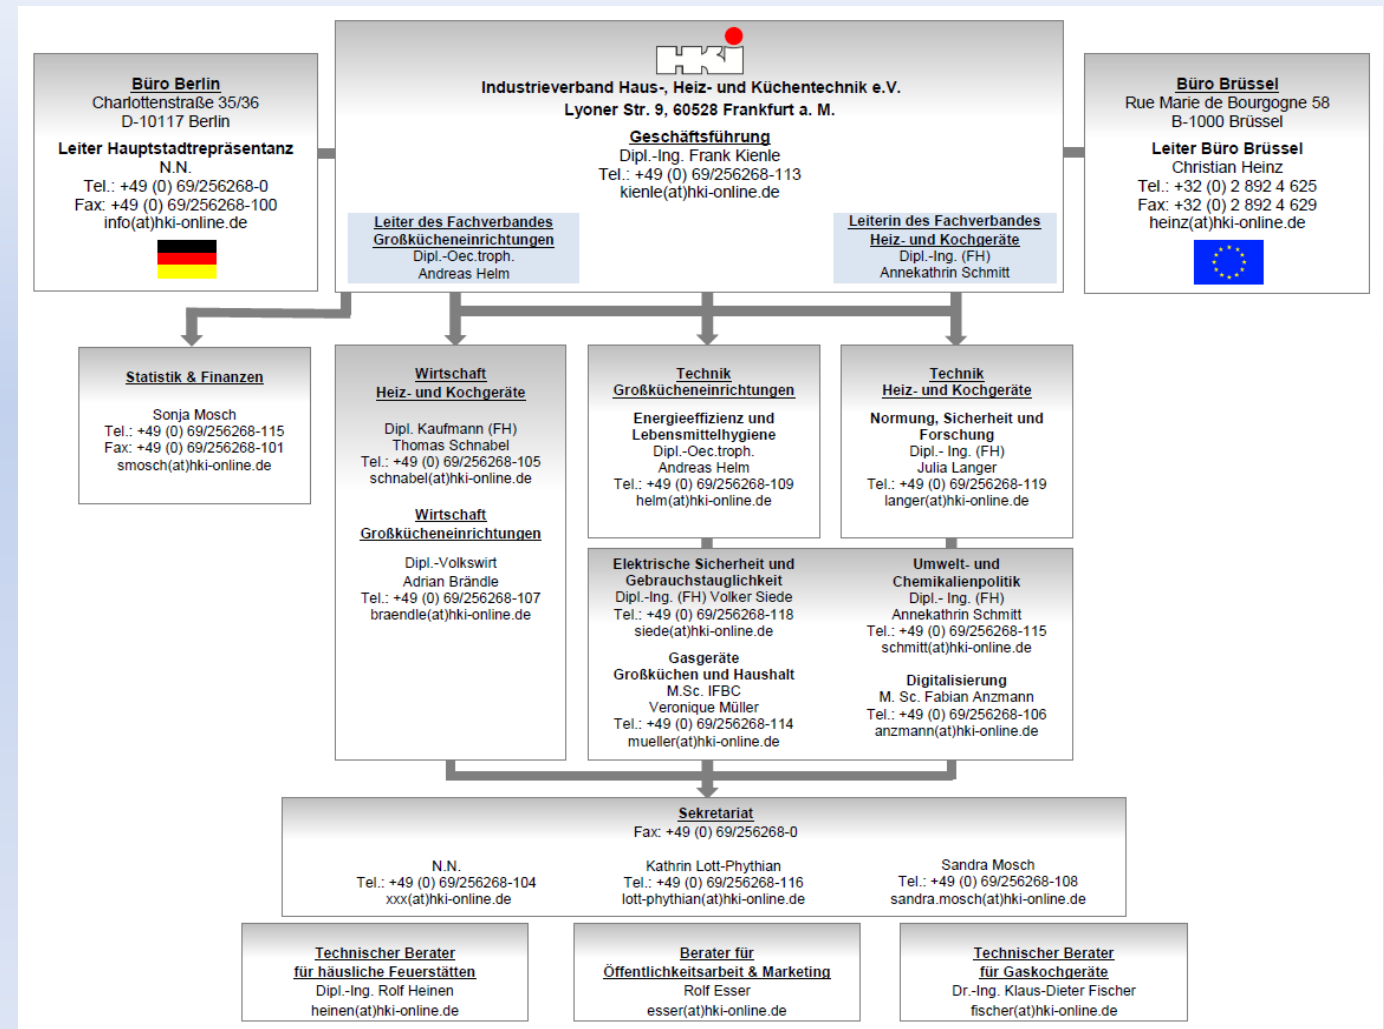 HKI
Industrieverband Haus-, Heiz- und Küchentechnik e.V.
Lyoner Str. 9, 60528 Frankfurt a. M.
Geschäftsführung
Dipl.-Ing. Frank Kienle
Tel.: +49 (0) 69/256268-113
kienle(at)hki-online.de
Leiter des Fachverbandes
Großkücheneinrichtungen
Dipl.-Oec.troph.
Andreas Helm
Leiterin des Fachverbandes
Heiz- und Kochgeräte
Dipl.-Ing. (FH)
Annekathrin Schmitt
Büro Berlin
Charlottenstraße 35/36
D-10117 Berlin
Leiter Hauptstadtrepräsentanz
N.N.
Tel.: +49 (0) 69/256268-0
Fax: +49 (0) 69/256268-100
info(at)hki-online.de
Büro Brüssel
Rue Marie de Bourgogne 58
B-1000 Brüssel
Leiter Büro Brüssel
Christian Heinz
Tel.: +32 (0) 2 892 4 625
Fax: +32 (0) 2 892 4 629
heinz(at)hki-online.de
Statistik & Finanzen
Sonja Mosch
Tel.: +49 (0) 69/256268-115
Fax: +49 (0) 69/256268-101
smosch(at)hki-online.de
Wirtschaft
Heiz- und Kochgeräte
Dipl. Kaufmann (FH)
Thomas Schnabel
Tel.: +49 (0) 69/256268-105
schnabel(at)hki-online.de
Wirtschaft
Großkücheneinrichtungen
Dipl.-Volkswirt
Adrian Brändle
Tel.: +49 (0) 69/256268-107
braendle(at)hki-online.de
Technik
Großkücheneinrichtungen
Energieeffizienz und
Lebensmittelhygiene
Dipl.-Oec.troph.
Andreas Helm
Tel.: +49 (0) 69/256268-109
helm(at)hki-online.de
Technik
Heiz- und Kochgeräte
Normung, Sicherheit und
Forschung
Dipl.- Ing. (FH)
Julia Langer
Tel.: +49 (0) 69/256268-119
langer(at)hki-online.de
Elektrische Sicherheit und
Gebrauchstauglichkeit
Dipl.-Ing. (FH) Volker Siede
Tel.: +49 (0) 69/256268-118
siede(at)hki-online.de
Gasgeräte
Großküchen und Haushalt
M.Sc. IFBC
Veronique Müller
Tel.: +49 (0) 69/256268-114
mueller(at)hki-online.de
Umwelt- und
Chemikalienpolitik
Dipl.- Ing. (FH)
Annekathrin Schmitt
Tel.: +49 (0) 69/256268-115
schmitt(at)hki-online.de
Digitalisierung
M. Sc. Fabian Anzmann
Tel.: +49 (0) 69/256268-106
anzmann(at)hki-online.de
Sekretariat
Fax: +49 (0) 69/256268-0
N.N.
Tel.: +49 (0) 69/256268-104
xxx(at)hki-online.de
Kathrin Lott-Phythian
Tel.: +49 (0) 69/256268-116
lott-phythian(at)hki-online.de
Sandra Mosch
Tel.: +49 (0) 69/256268-108
sandra.mosch(at)hki-online.de
Technischer Berater
für häusliche Feuerstätten
Dipl.-Ing. Rolf Heinen
heinen(at)hki-online.de
Berater für
Öffentlichkeitsarbeit & Marketing
Rolf Esser
esser(at)hki-online.de
Technischer Berater
für Gaskochgeräte
Dr.-Ing. Klaus-Dieter Fischer
fischer(at)hki-online.de